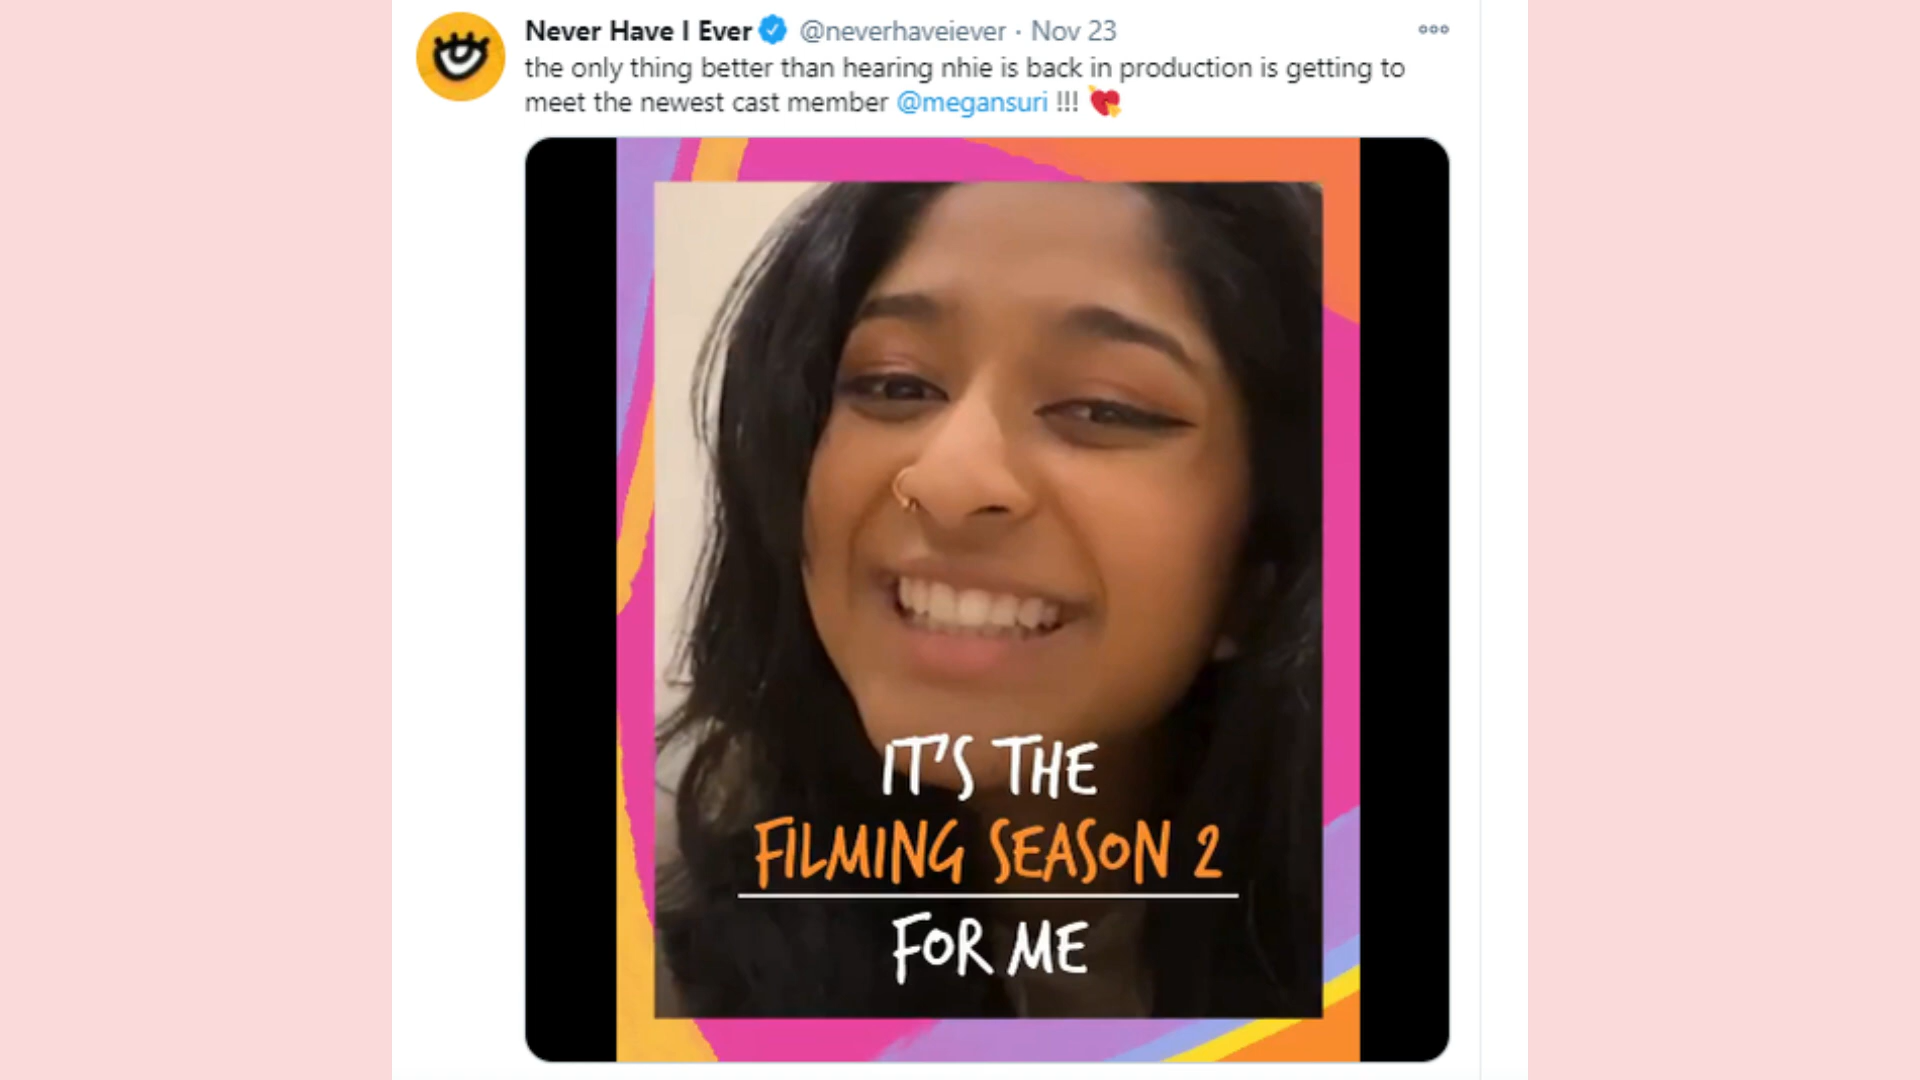 Never Have I Ever @neverhaveiever · Nov 23
the only thing better than hearing nhie is back in production is getting to
meet the newest cast member @megansuri !!! 💘
IT'S THE
FILMING SEASON 2
FOR ME